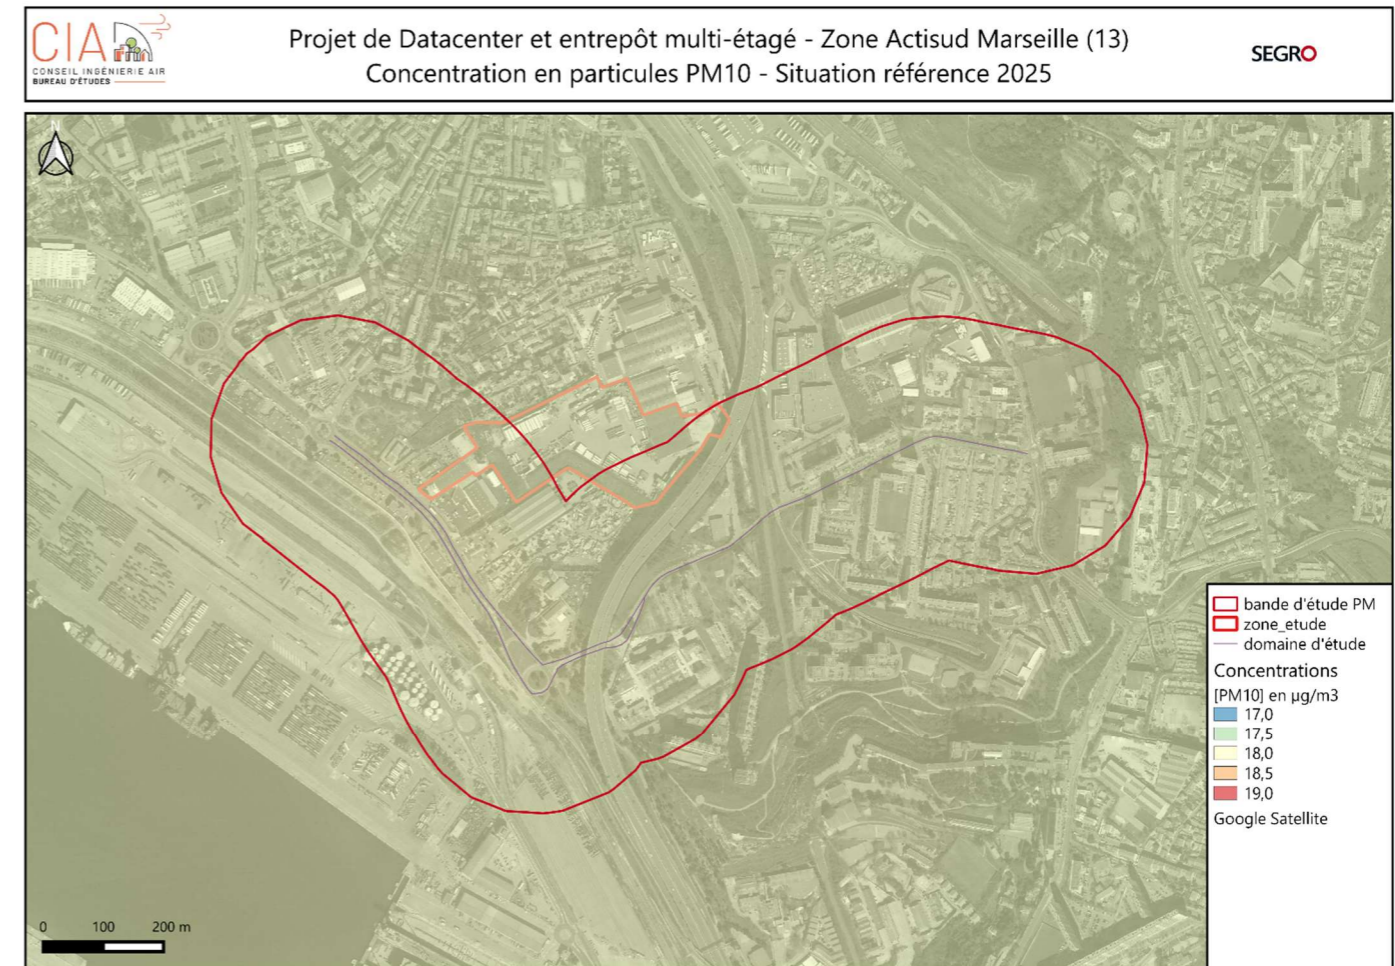 CIA
CONSEIL INGÉNIERIE AIR
BUREAU D'ÉTUDES
Projet de Datacenter et entrepôt multi-étagé - Zone Actisud Marseille (13)
Concentration en particules PM10 - Situation référence 2025
SEGRO
N
bande d'étude PM
zone_etude
domaine d'étude
Concentrations
[PM10] en µg/m3
17,0
17,5
18,0
18,5
19,0
Google Satellite
0 100 200 m